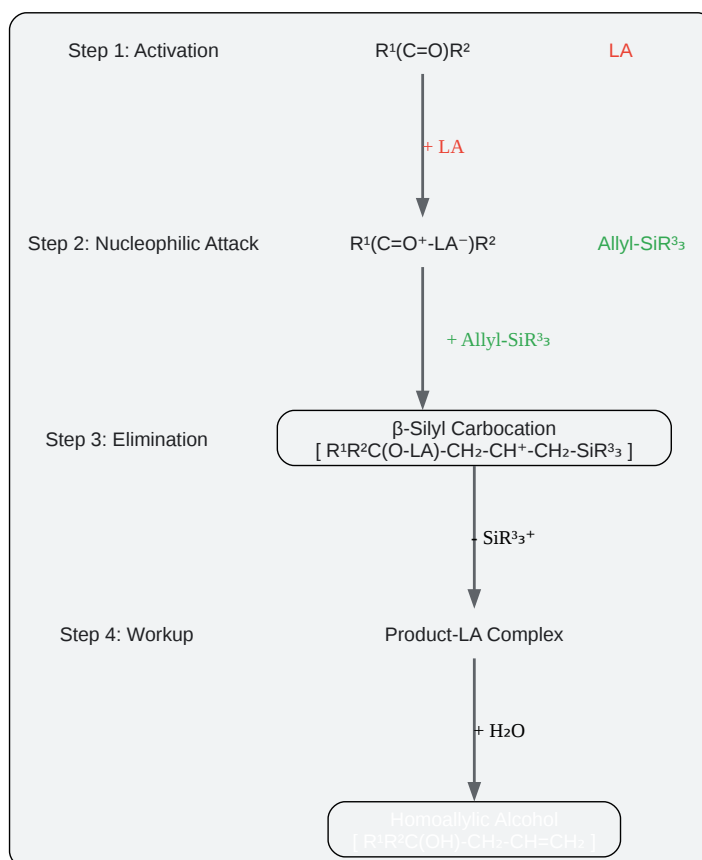 Step 1: Activation R¹(C=O)R² LA
+ LA
Step 2: Nucleophilic Attack R¹(C=O⁺-LA⁻)R² Allyl-SiR³₃
+ Allyl-SiR³₃
β-Silyl Carbocation
Step 3: Elimination
[ R¹R²C(O-LA)-CH₂-CH⁺-CH₂-SiR³₃ ]
- SiR³₃⁺
Step 4: Workup Product-LA Complex
+ H₂O
Homoallylic Alcohol
[ R¹R²C(OH)-CH₂-CH=CH₂ ]